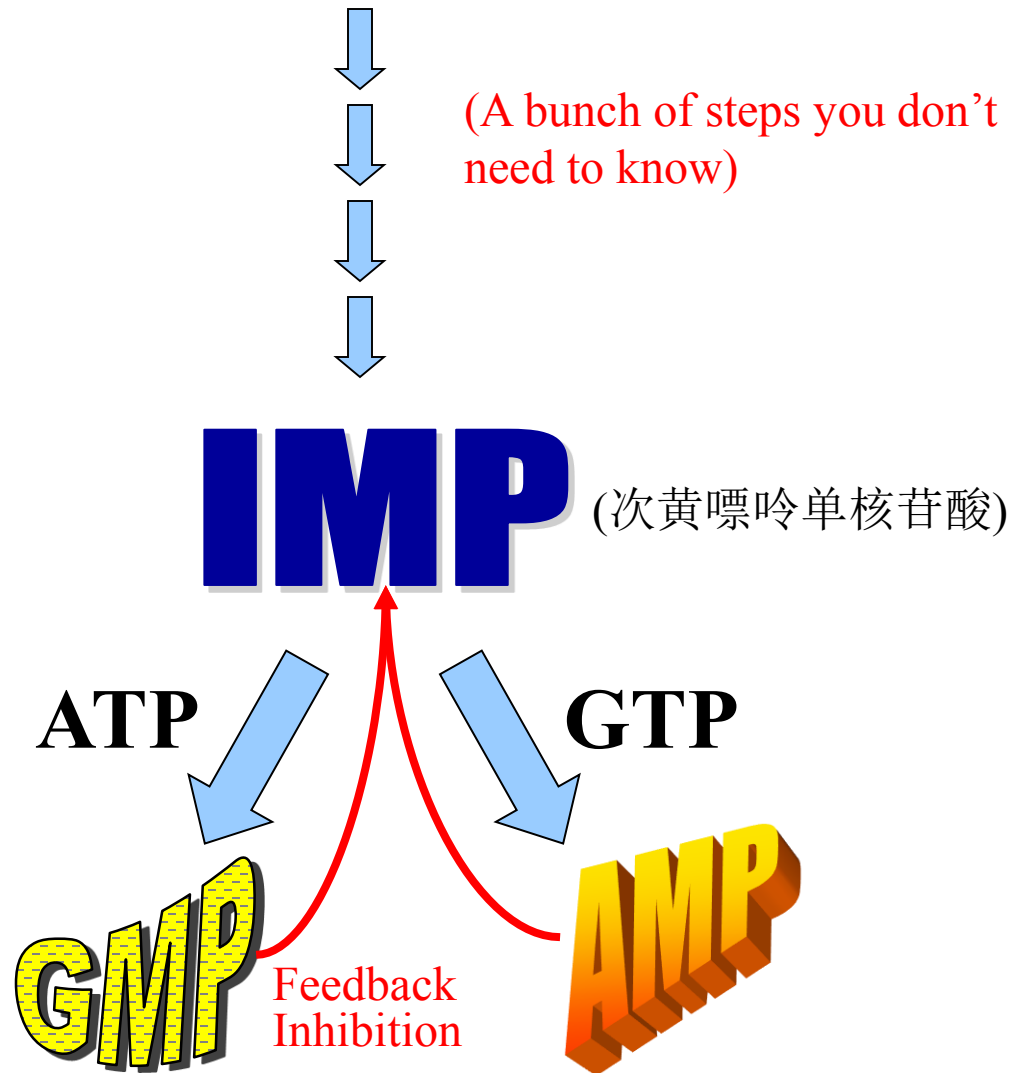 (A bunch of steps you don’t
need to know)
IMP
(次黄嘌呤单核苷酸)
ATP
GTP
GMP
AMP
Feedback
Inhibition